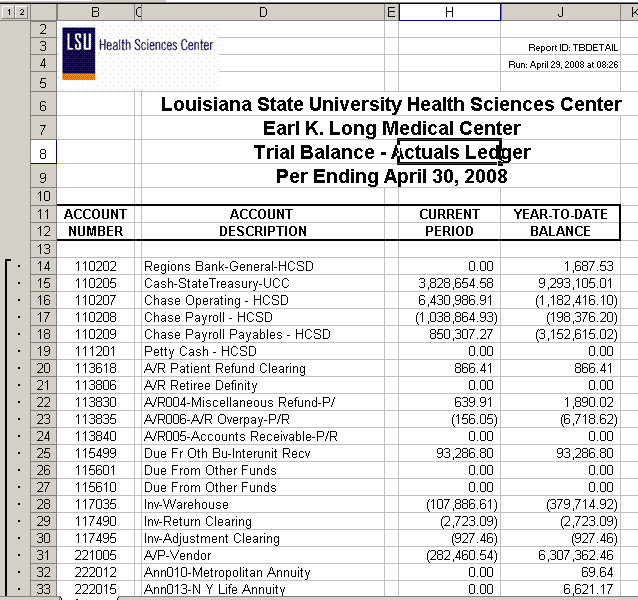 1 2 B C D E H J K
2 LSU Health Sciences Center
3 Report ID: TBDETAIL
4 Run: April 29, 2008 at 08:26
5
6 Louisiana State University Health Sciences Center
7 Earl K. Long Medical Center
8 Trial Balance - Actuals Ledger
9 Per Ending April 30, 2008
10
11 ACCOUNT ACCOUNT CURRENT YEAR-TO-DATE
12 NUMBER DESCRIPTION PERIOD BALANCE
13
14 110202 Regions Bank-General-HCSD 0.00 1,687.53
15 110205 Cash-StateTreasury-UCC 3,828,654.58 9,293,105.01
16 110207 Chase Operating - HCSD 6,430,986.91 (1,182,416.10)
17 110208 Chase Payroll - HCSD (1,038,864.93) (198,376.20)
18 110209 Chase Payroll Payables - HCSD 850,307.27 (3,152,615.02)
19 111201 Petty Cash - HCSD 0.00 0.00
20 113618 A/R Patient Refund Clearing 866.41 866.41
21 113806 A/R Retiree Definity 0.00 0.00
22 113830 A/R004-Miscellaneous Refund-P/ 639.91 1,890.02
23 113835 A/R006-A/R Overpay-P/R (156.05) (6,718.62)
24 113840 A/R005-Accounts Receivable-P/R 0.00 0.00
25 115499 Due Fr Oth Bu-Interunit Recv 93,286.80 93,286.80
26 115601 Due From Other Funds 0.00 0.00
27 115610 Due From Other Funds 0.00 0.00
28 117035 Inv-Warehouse (107,886.61) (379,714.92)
29 117490 Inv-Return Clearing (2,723.09) (2,723.09)
30 117495 Inv-Adjustment Clearing (927.46) (927.46)
31 221005 A/P-Vendor (282,460.54) 6,307,362.46
32 222012 Ann010-Metropolitan Annuity 0.00 69.64
33 222015 Ann013-N Y Life Annuity 0.00 6,621.17